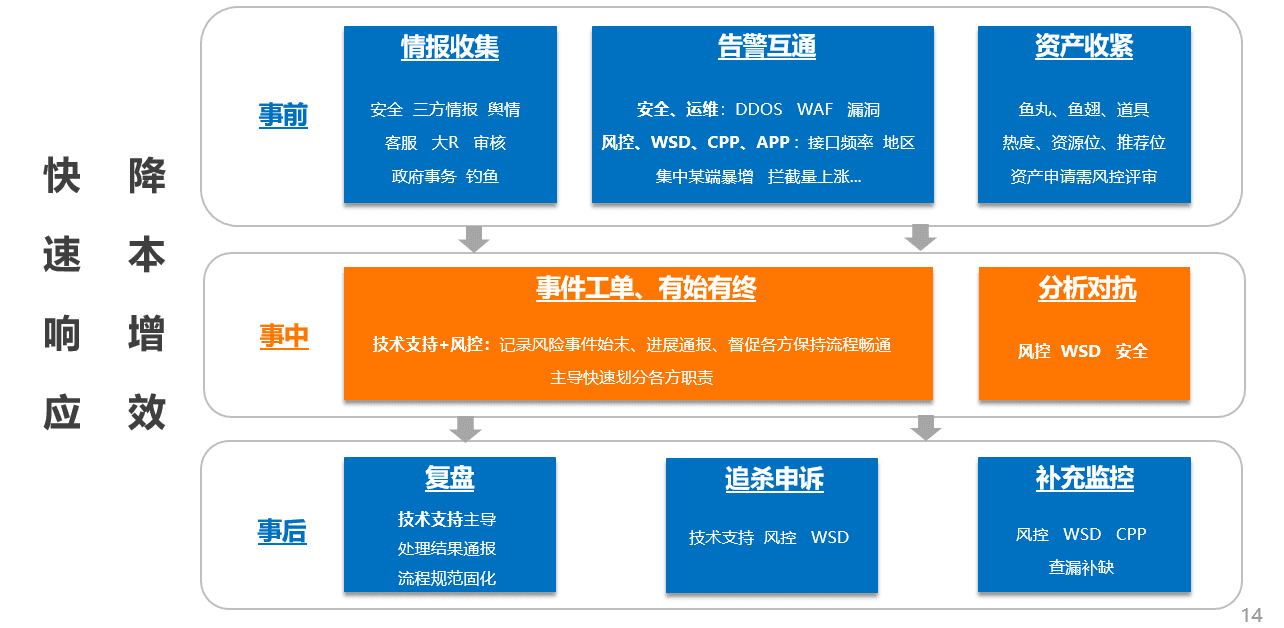 快速响应
降本增效
事前
情报收集
安全 三方情报 舆情
客服 大R 审核
政府事务 钓鱼
告警互通
安全、运维：DDOS WAF 漏洞
风控、WSD、CPP、APP：接口频率 地区
集中某端暴增 拦截量上涨...
资产收紧
鱼丸、鱼翅、道具
热度、资源位、推荐位
资产申请需风控评审
事中
事件工单、有始有终
技术支持+风控：记录风险事件始末、进展通报、督促各方保持流程畅通
主导快速划分各方职责
分析对抗
风控 WSD 安全
事后
复盘
技术支持主导
处理结果通报
流程规范固化
追杀申诉
技术支持 风控 WSD
补充监控
风控 WSD CPP
查漏补缺
14